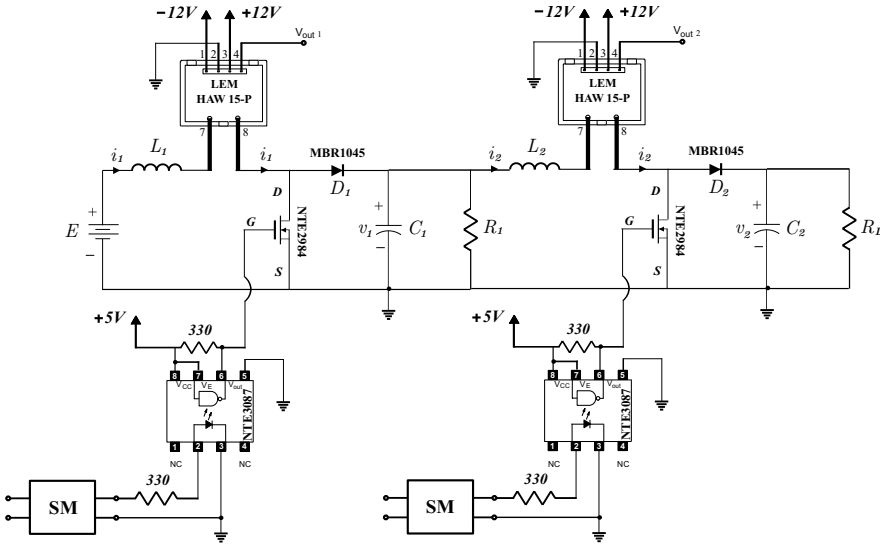 −12V +12V
V out 1
1 2 3 4
LEM
HAW 15-P
7 8
−12V +12V
V out 2
1 2 3 4
LEM
HAW 15-P
7 8
i1 L1 i1 MBR1045
D1
i2 L2 i2 MBR1045
D2
E + −
D
G
S
NTE2984
+ v1 − C1
R1
D
G
S
NTE2984
+ v2 − C2
RL
+5V 330
8 7 6 5
VCC VE Vout
NTE3087
1 2 3 4
NC NC
330
SM
+5V 330
8 7 6 5
VCC VE Vout
NTE3087
1 2 3 4
NC NC
330
SM